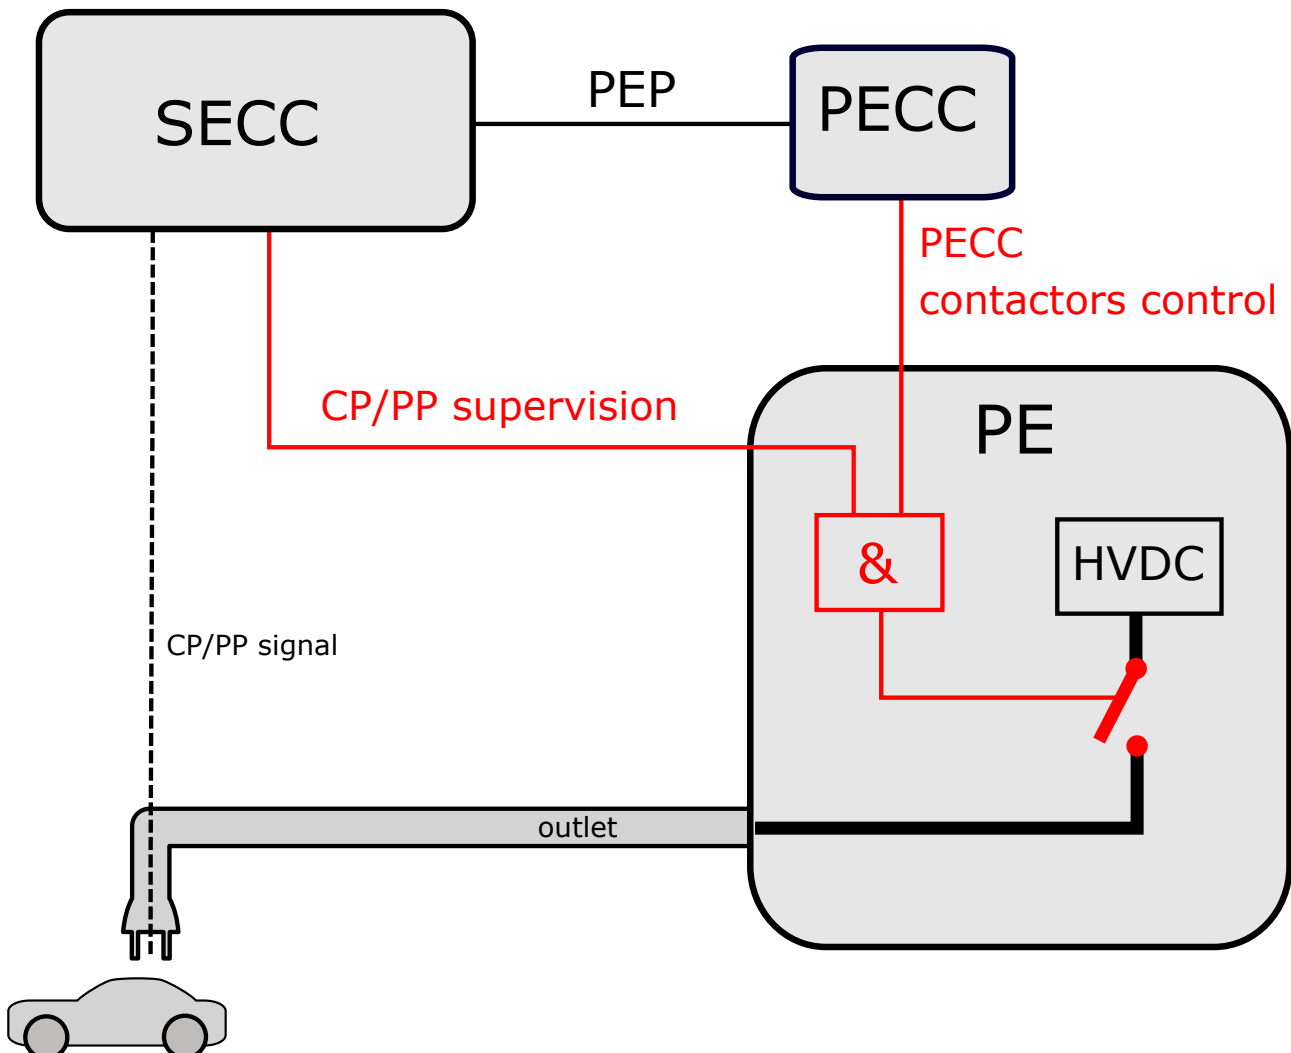 SECC
PEP
PECC
PECC
contactors control
CP/PP supervision
PE
&
HVDC
CP/PP signal
outlet